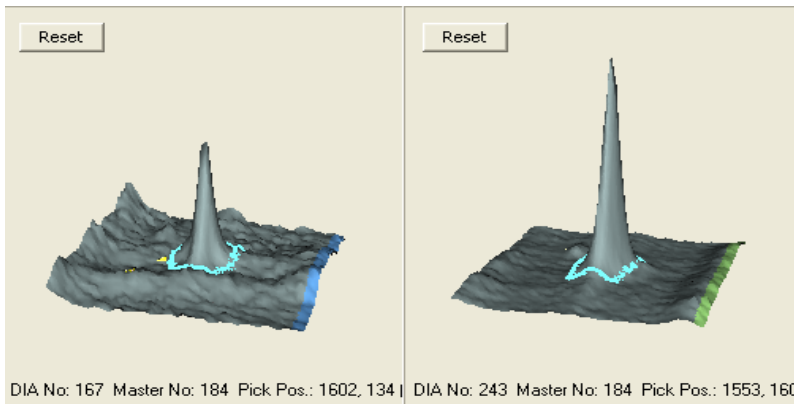 Reset
Reset
DIA No: 167 Master No: 184 Pick Pos.: 1602, 134
DIA No: 243 Master No: 184 Pick Pos.: 1553, 160